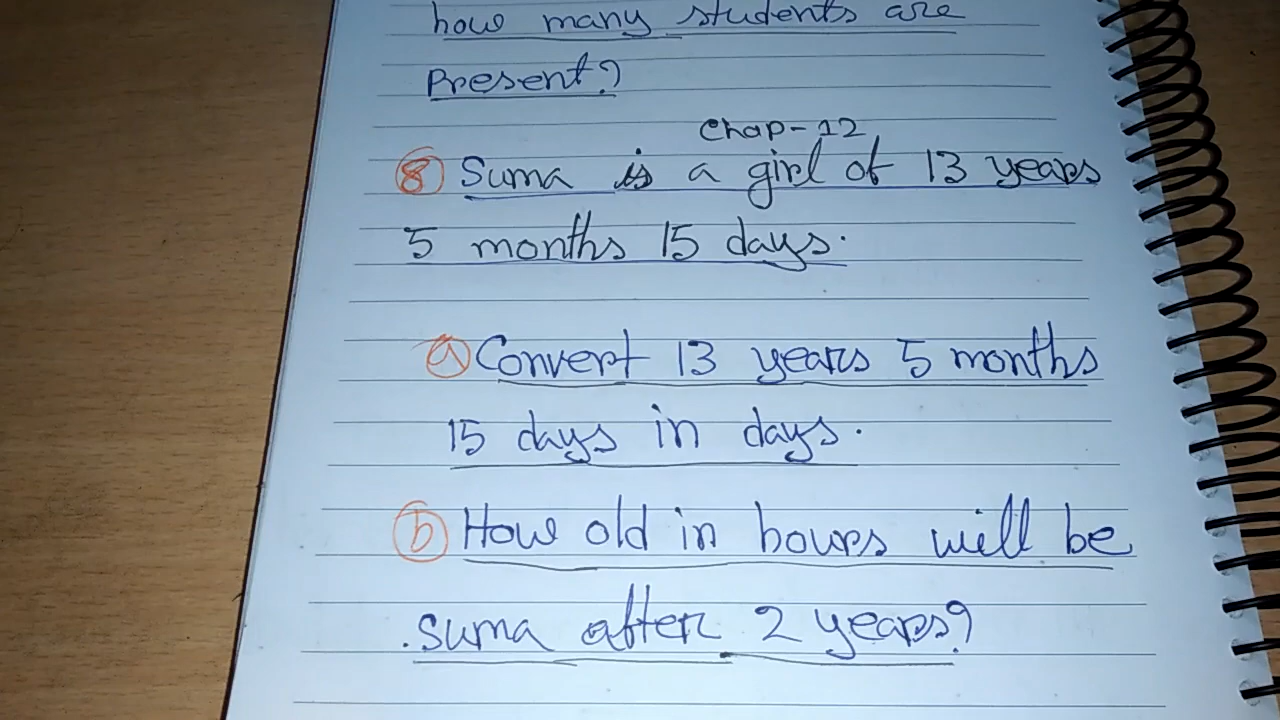 how many students are
Present?
Chap-12
8 Suma is a girl of 13 years
5 months 15 days.
a Convert 13 years 5 months
15 days in days.
b How old in hours will be
suma after 2 years?